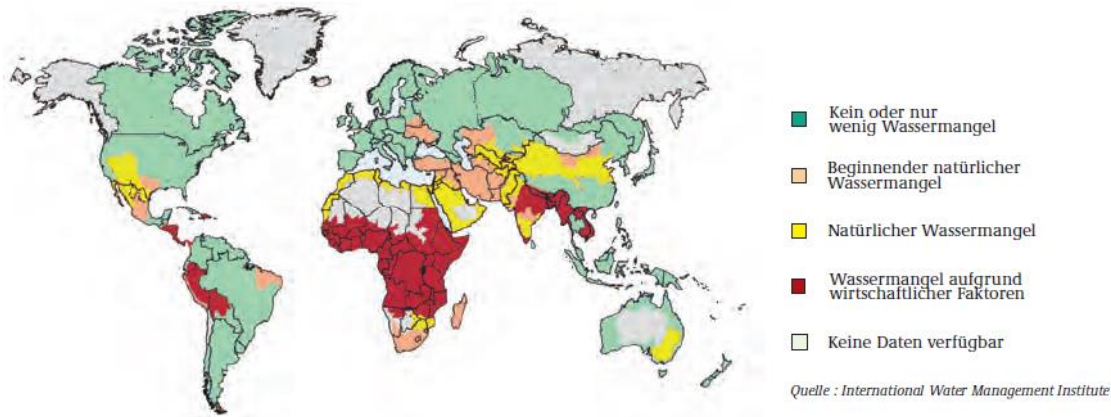 Kein oder nur
wenig Wassermangel
Beginnender natürlicher
Wassermangel
Natürlicher Wassermangel
Wassermangel aufgrund
wirtschaftlicher Faktoren
Keine Daten verfügbar
Quelle : International Water Management Institute